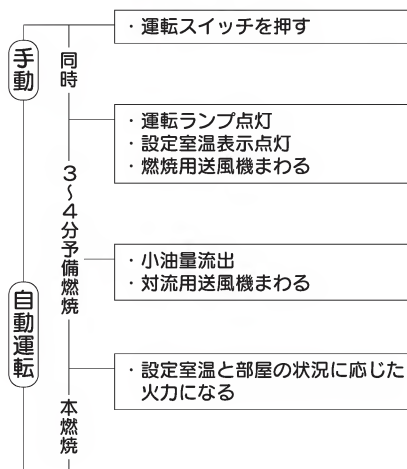 ・運転スイッチを押す
手動
同時
・運転ランプ点灯
・設定室温表示点灯
・燃焼用送風機まわる
3〜4分予備燃焼
・小油量流出
・対流用送風機まわる
自動運転
・設定室温と部屋の状況に応じた
火力になる
本燃焼